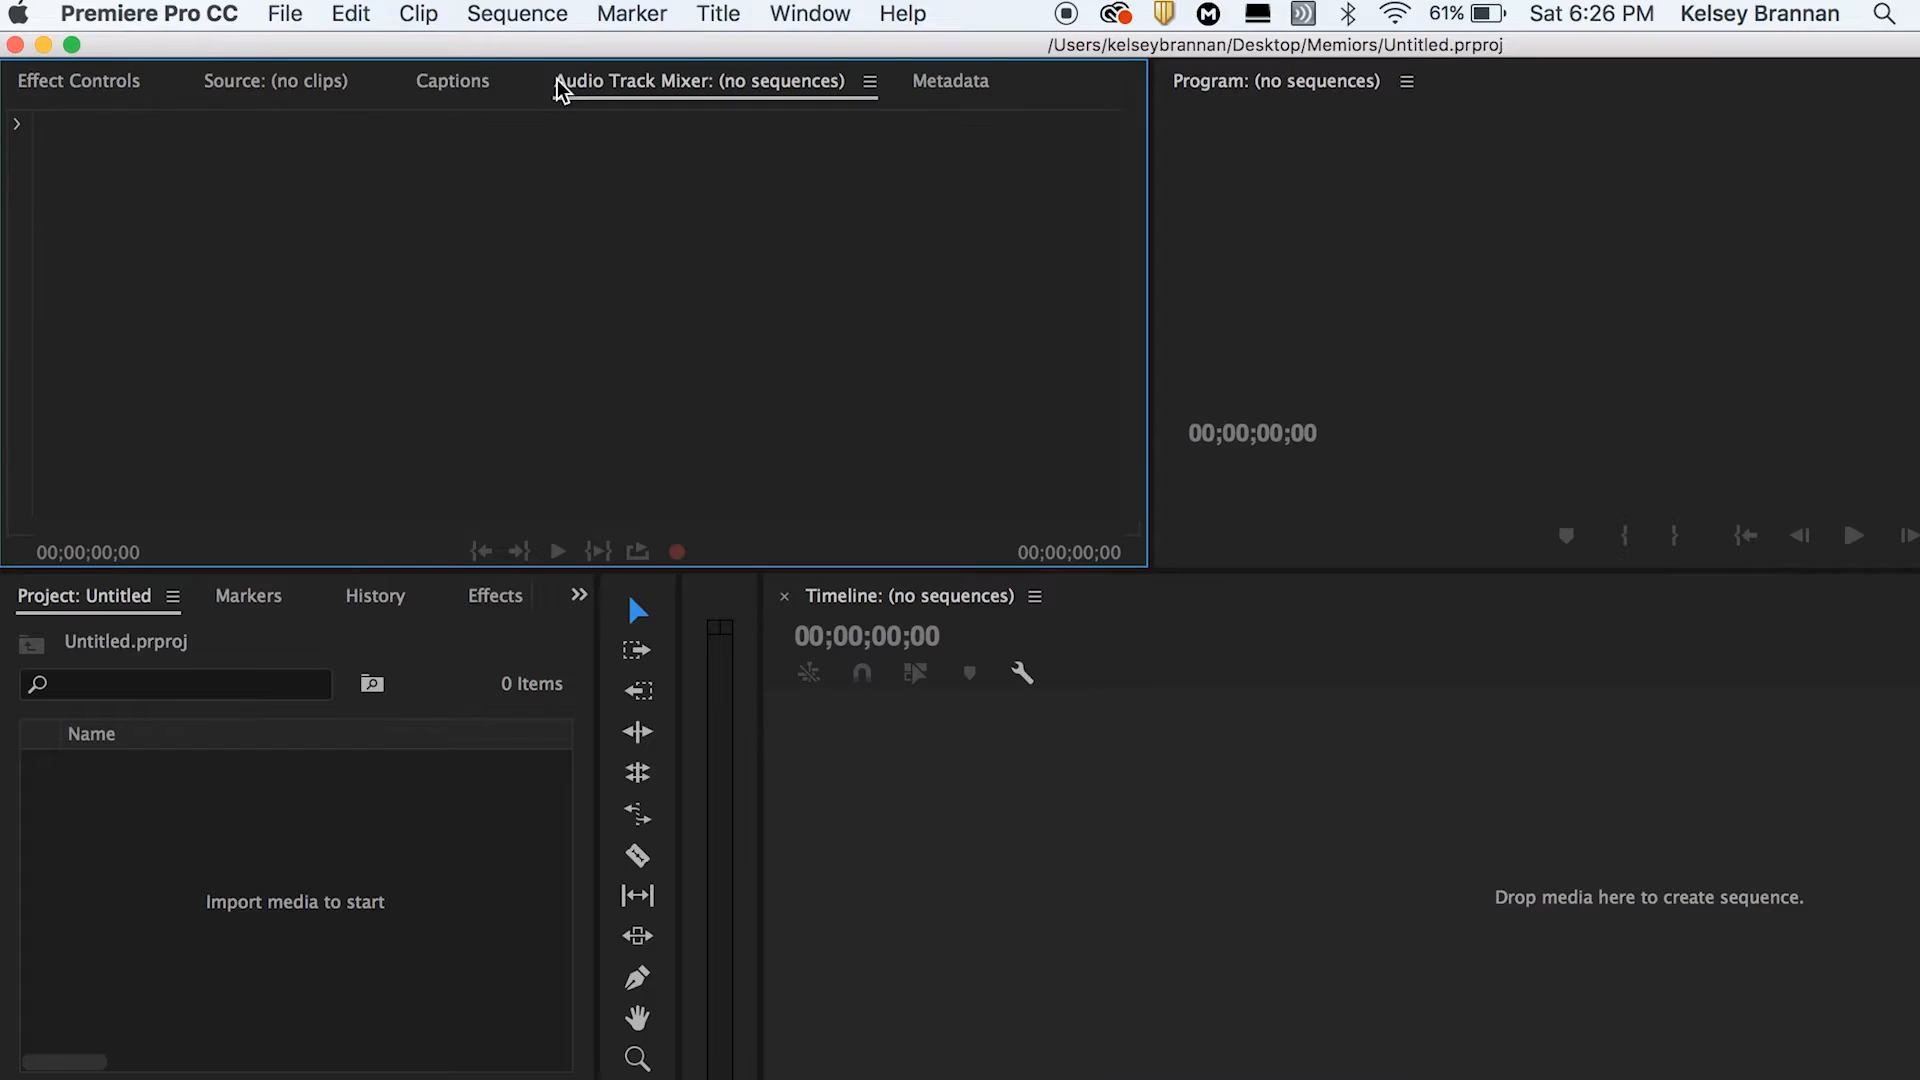 Premiere Pro CC File Edit Clip Sequence Marker Title Window Help 61% Sat 6:26 PM Kelsey Brannan
/Users/kelseybrannan/Desktop/Memiors/Untitled.prproj
Effect Controls Source: (no clips) Captions Audio Track Mixer: (no sequences) Metadata
Program: (no sequences)
00;00;00;00
00;00;00;00 00;00;00;00
Project: Untitled Markers History Effects
Timeline: (no sequences)
Untitled.prproj
00;00;00;00
0 Items
Name
Import media to start
Drop media here to create sequence.